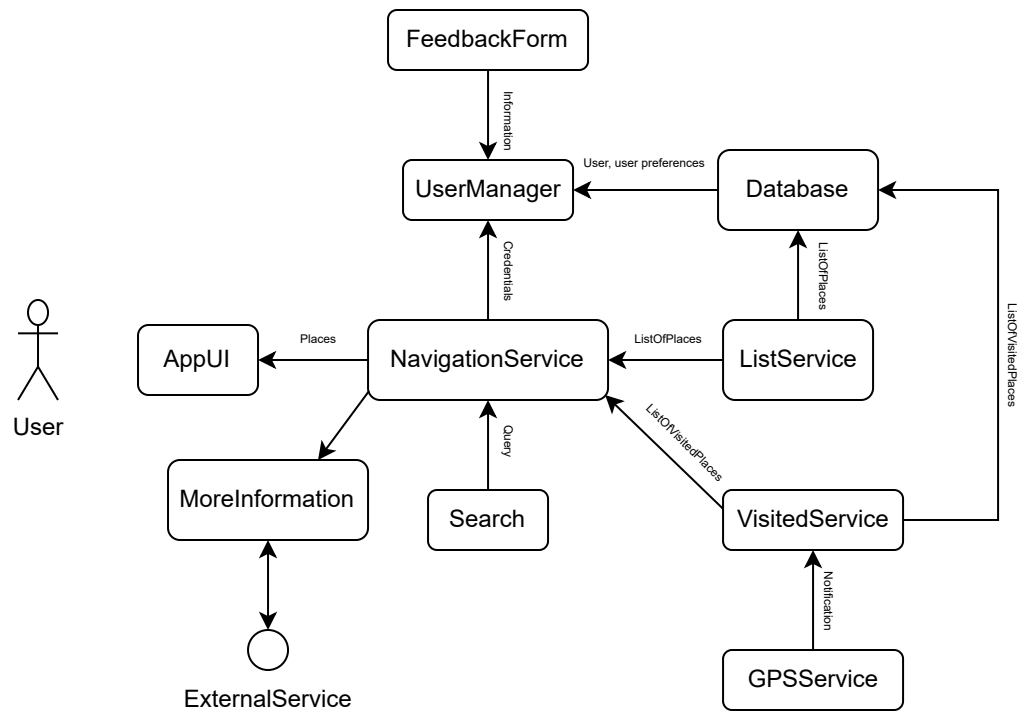 FeedbackForm
Information
User, user preferences
UserManager
Database
Credentials
ListOfPlaces
ListOfVisitedPlaces
Places
ListOfPlaces
AppUI
NavigationService
ListService
User
ListOfVisitedPlaces
Query
MoreInformation
Search
VisitedService
Notification
ExternalService
GPSService